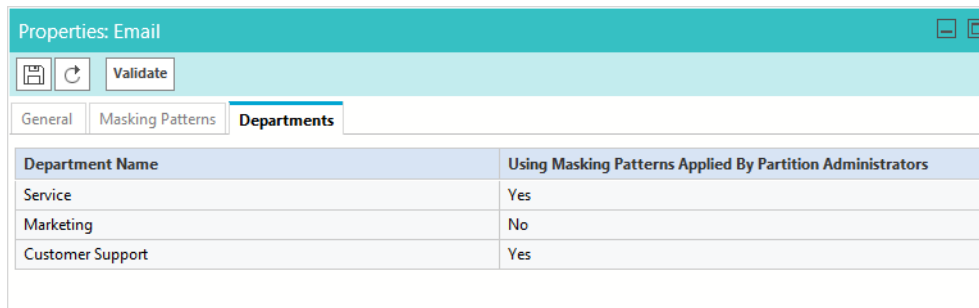 Properties: Email
Validate
General Masking Patterns Departments
Department Name Using Masking Patterns Applied By Partition Administrators
Service Yes
Marketing No
Customer Support Yes